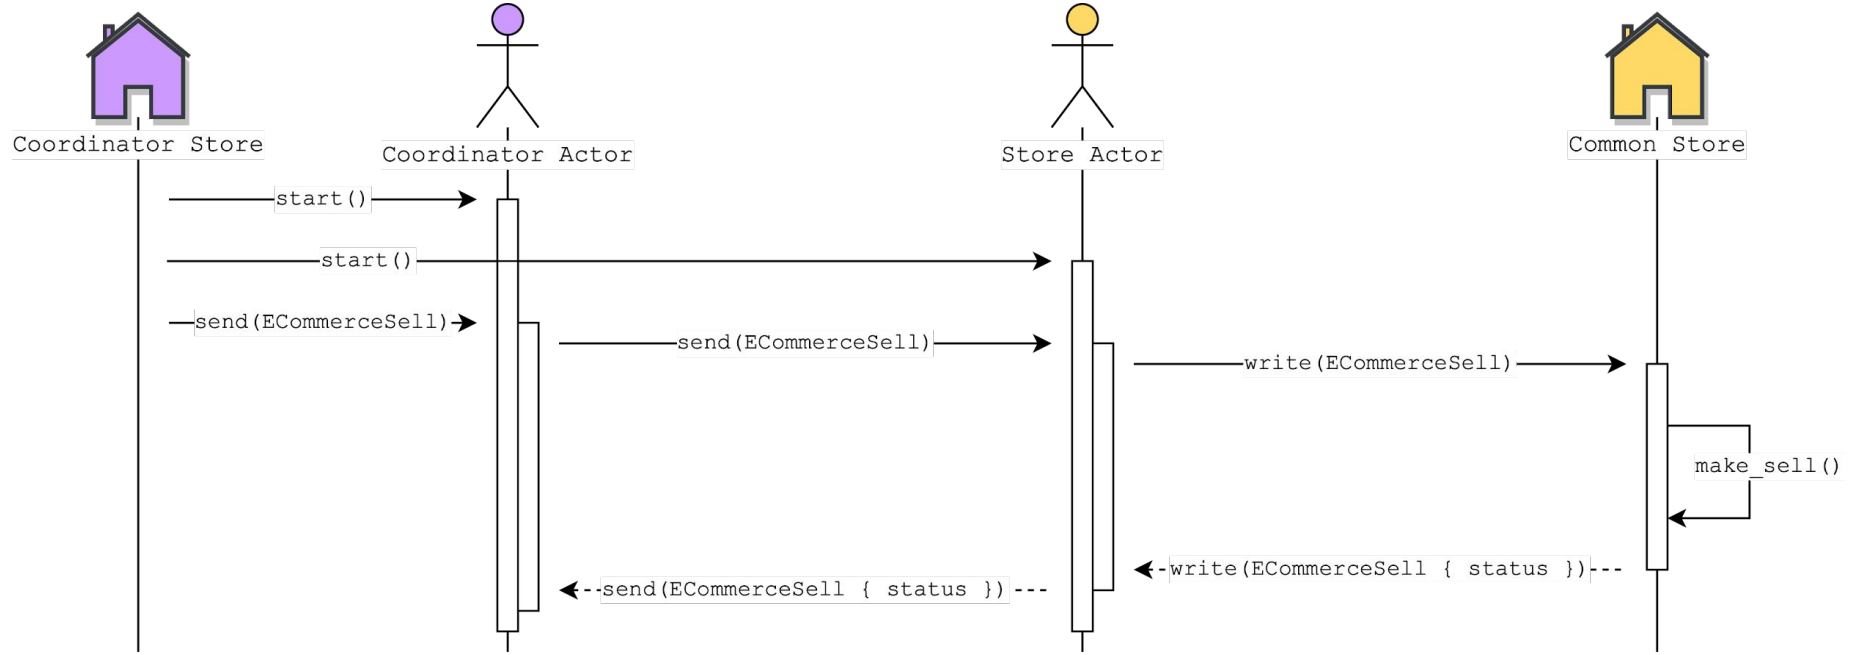 Coordinator Store
Coordinator Actor
Store Actor
Common Store
start()
start()
send(ECommerceSell)
send(ECommerceSell)
write(ECommerceSell)
make_sell()
write(ECommerceSell { status })
send(ECommerceSell { status })